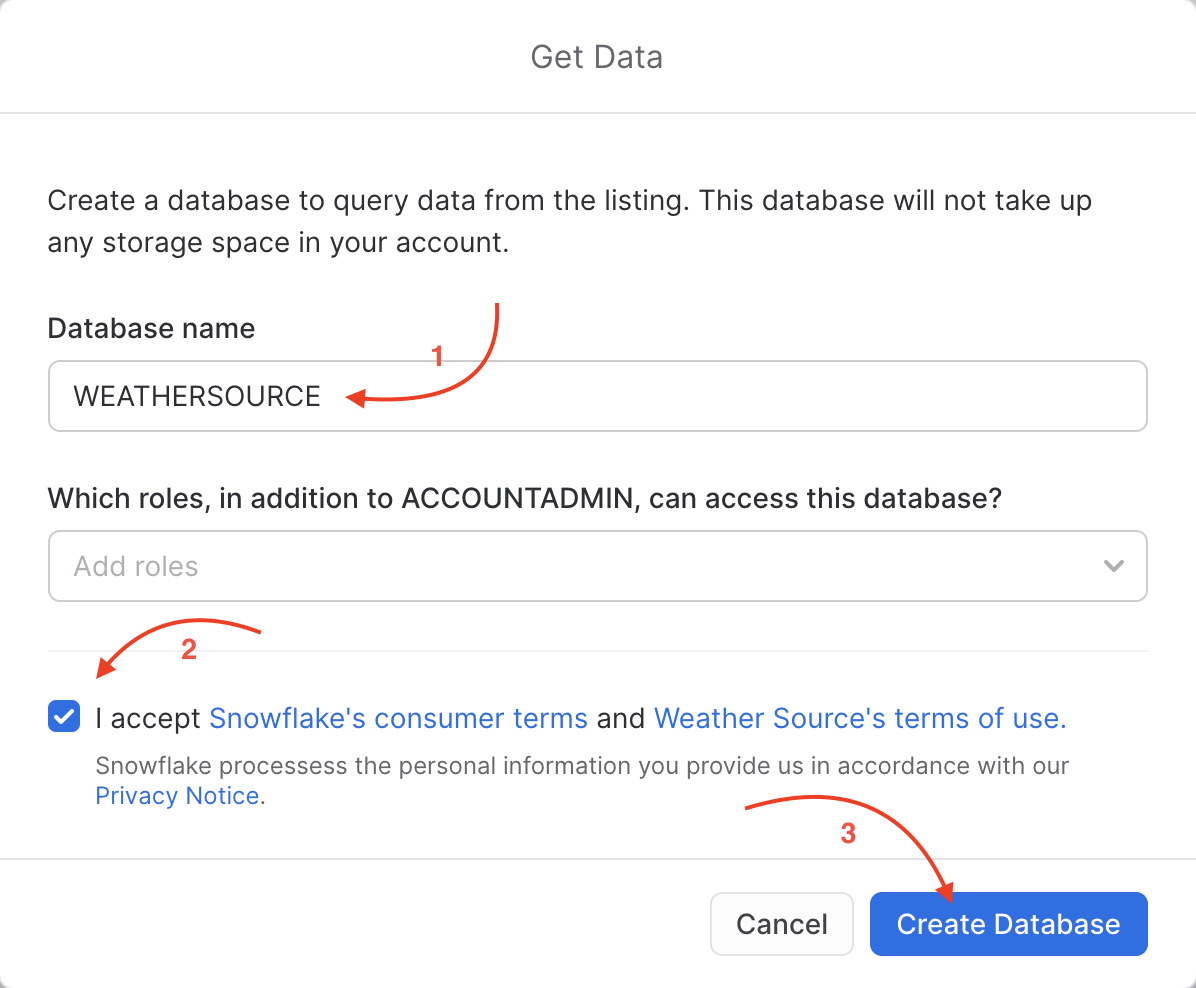 Get Data
Create a database to query data from the listing. This database will not take up
any storage space in your account.
Database name
1
WEATHERSOURCE
Which roles, in addition to ACCOUNTADMIN, can access this database?
Add roles
2
I accept Snowflake's consumer terms and Weather Source's terms of use.
Snowflake processess the personal information you provide us in accordance with our
Privacy Notice.
3
Cancel
Create Database